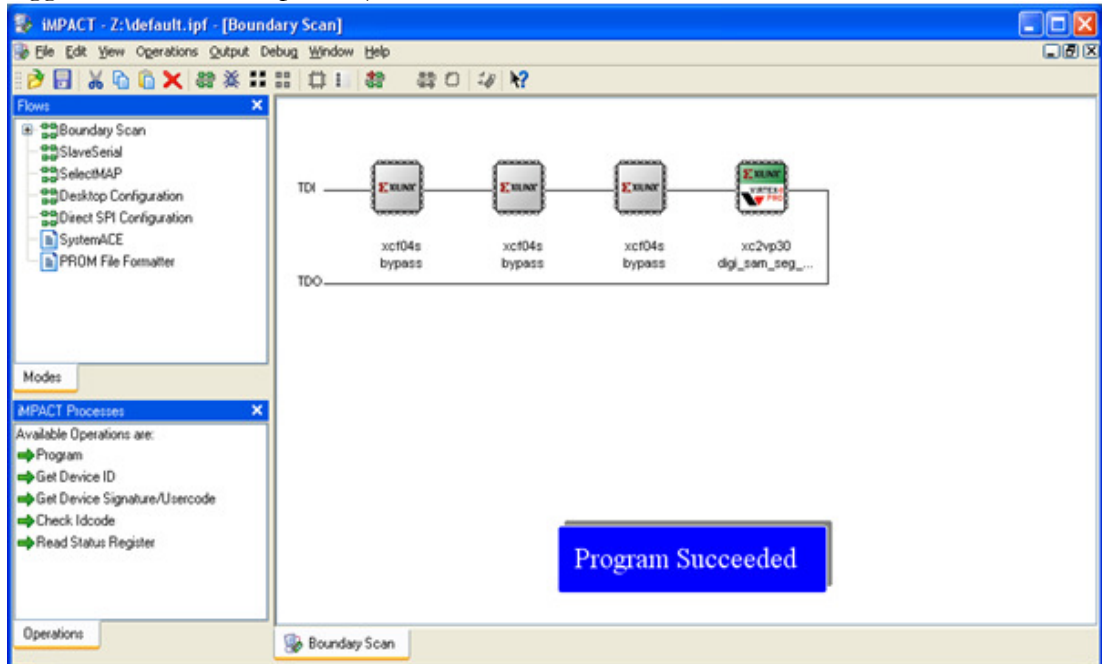 iMPACT - Z:\default.ipf - [Boundary Scan]
File Edit View Operations Output Debug Window Help
Flows
Boundary Scan
SlaveSerial
SelectMAP
Desktop Configuration
Direct SPI Configuration
SystemACE
PROM File Formatter
Modes
iMPACT Processes
Available Operations are:
Program
Get Device ID
Get Device Signature/Usercode
Check Idcode
Read Status Register
Operations
TDI
XILINX XILINX XILINX XILINX
VIRTEX-II
PRO
xcf04s xcf04s xcf04s xc2vp30
bypass bypass bypass digi_sam_seg_...
TDO
Program Succeeded
Boundary Scan